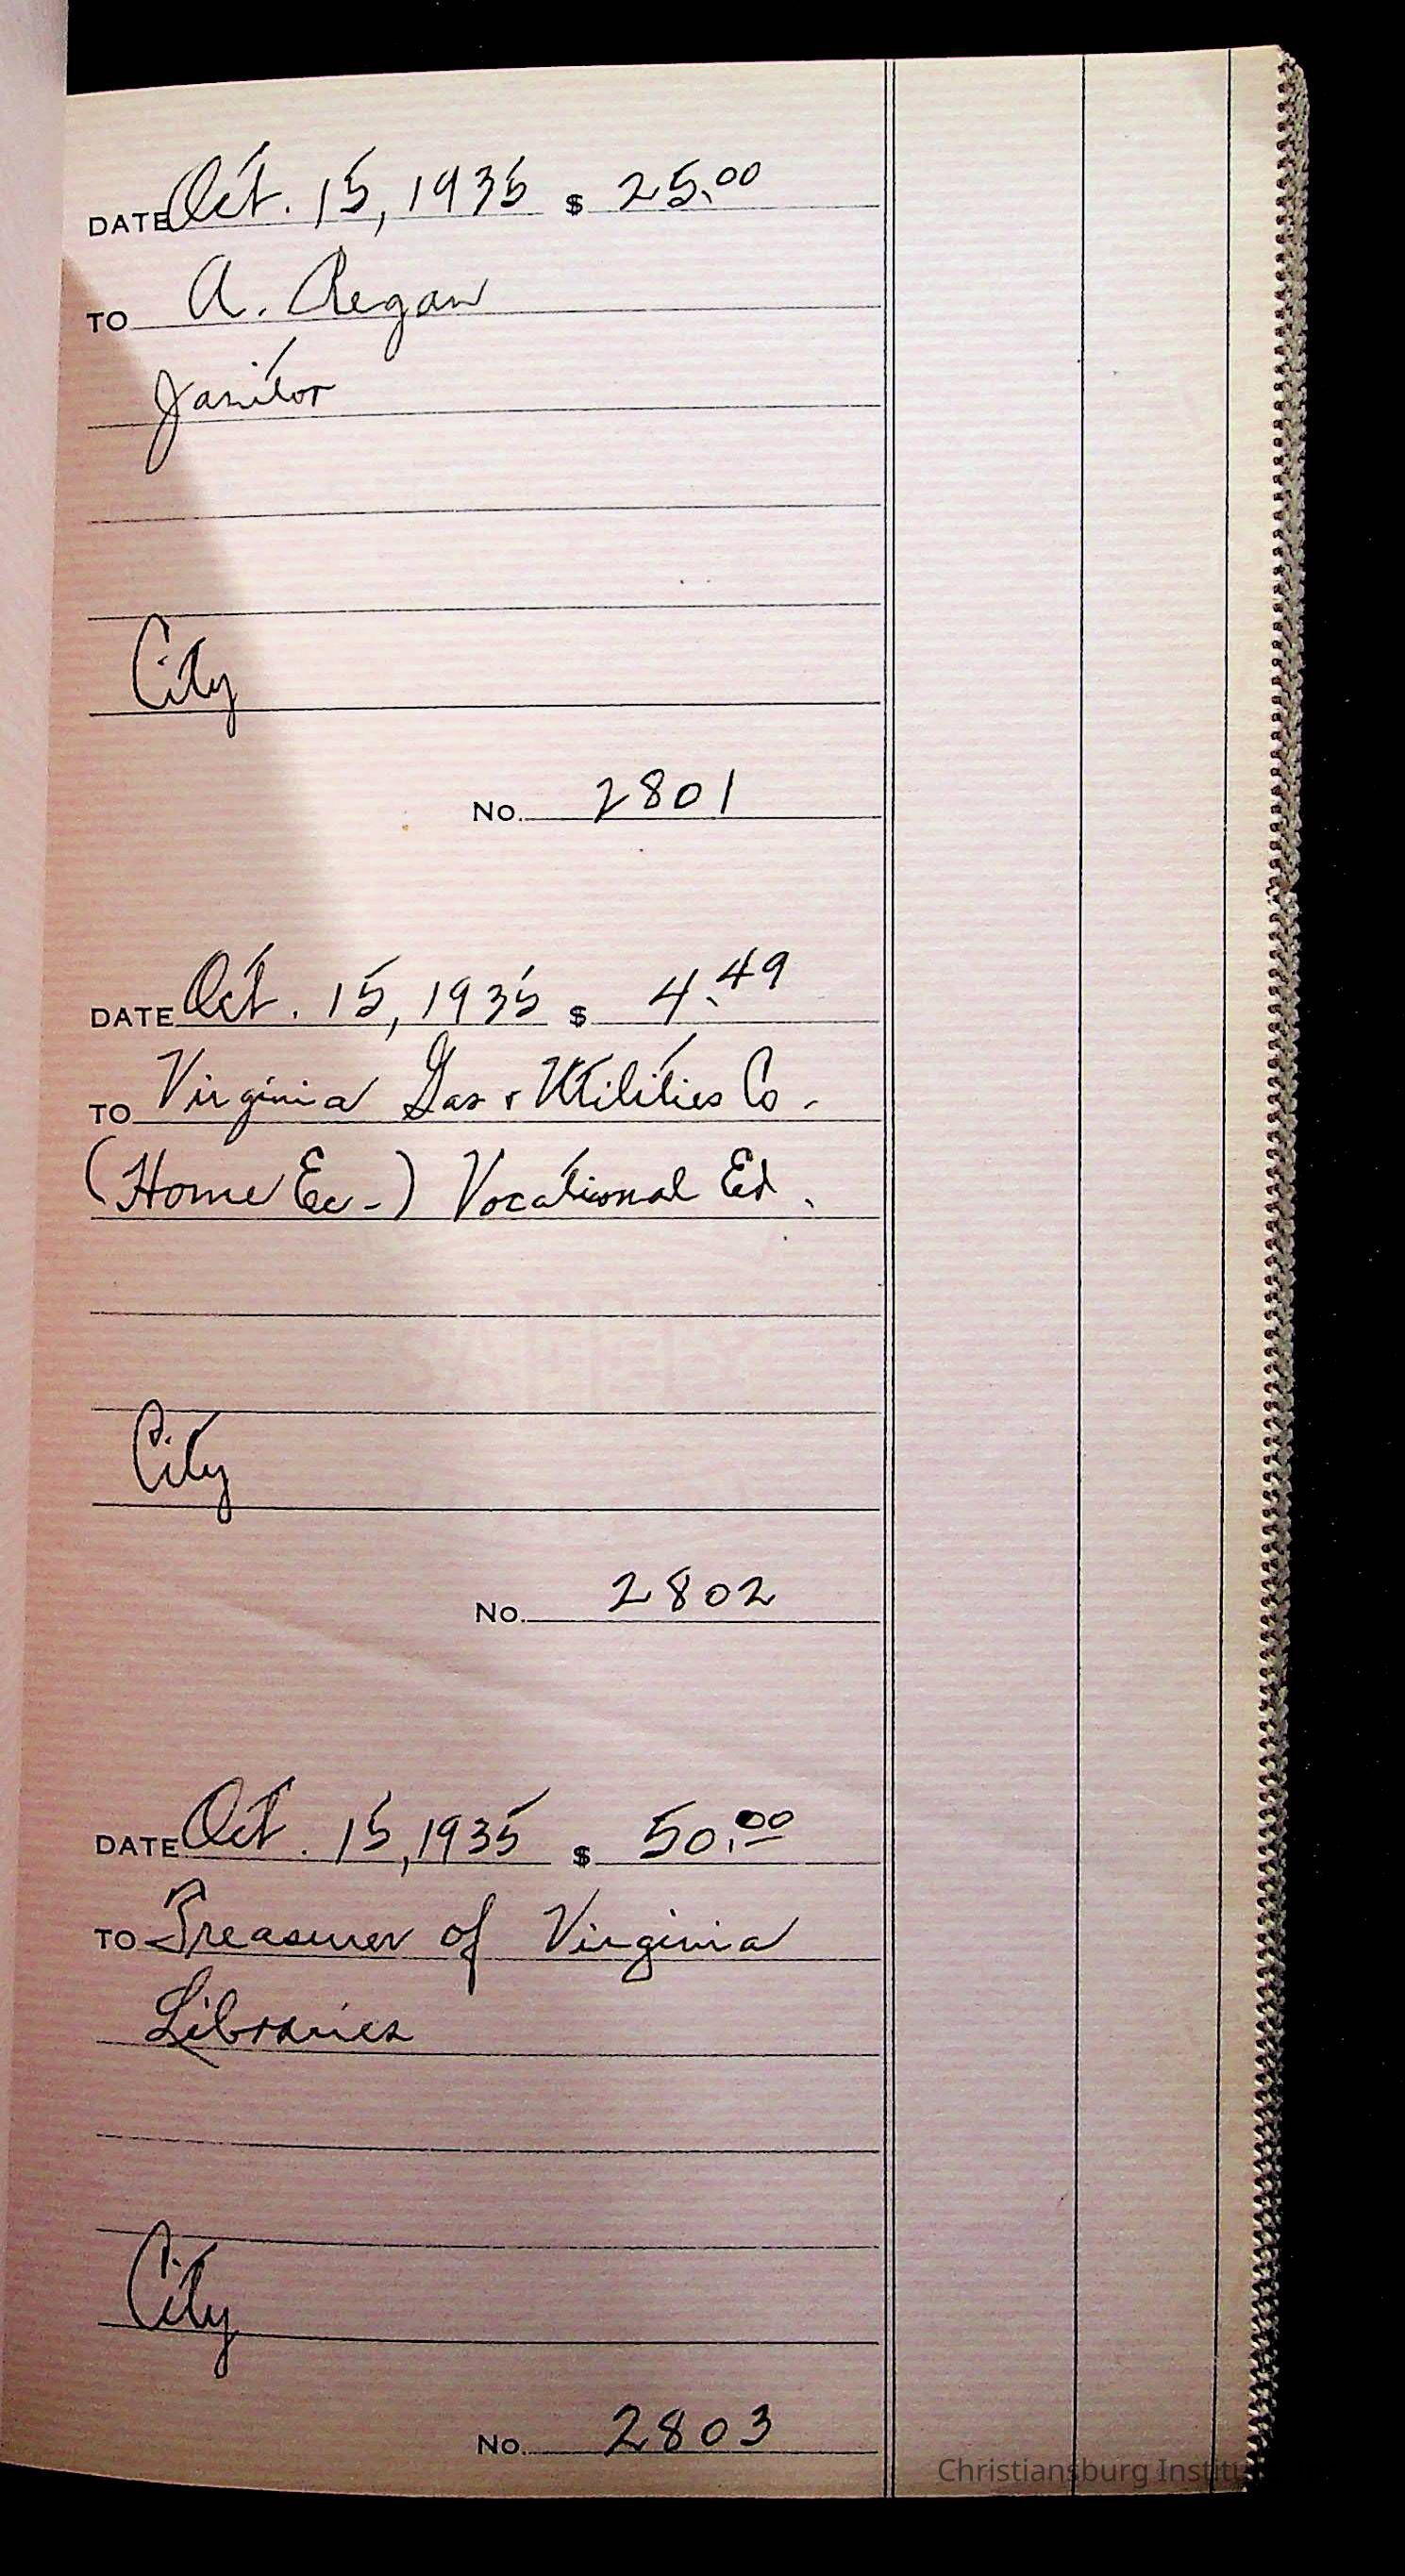 DATE Oct. 15, 1935 $ 25.00
TO A. Regan
Janitor
City
No. 2801
DATE Oct. 15, 1935 $ 4.49
TO Virginia Gas & Utilities Co.
(Home Ec.) Vocational Ed.
City
No. 2802
DATE Oct. 15, 1935 $ 50.00
TO Treasurer of Virginia
Libraries
City
No. 2803
Christiansburg Institu